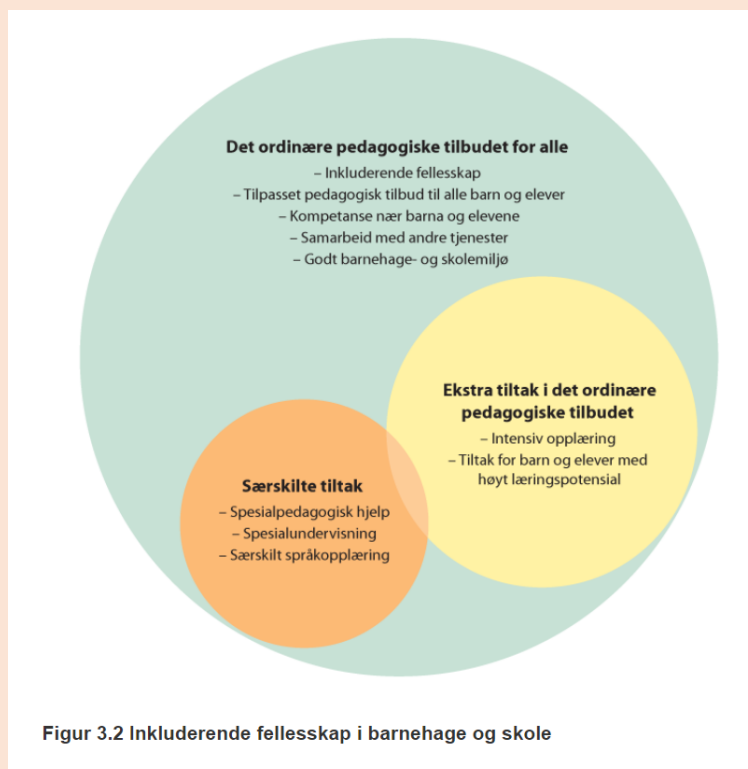 Det ordinære pedagogiske tilbudet for alle
– Inkluderende fellesskap
– Tilpasset pedagogisk tilbud til alle barn og elever
– Kompetanse nær barna og elevene
– Samarbeid med andre tjenester
– Godt barnehage- og skolemiljø
Ekstra tiltak i det ordinære
pedagogiske tilbudet
– Intensiv opplæring
– Tiltak for barn og elever med
høyt læringspotensial
Særskilte tiltak
– Spesialpedagogisk hjelp
– Spesialundervisning
– Særskilt språkopplæring
Figur 3.2 Inkluderende fellesskap i barnehage og skole